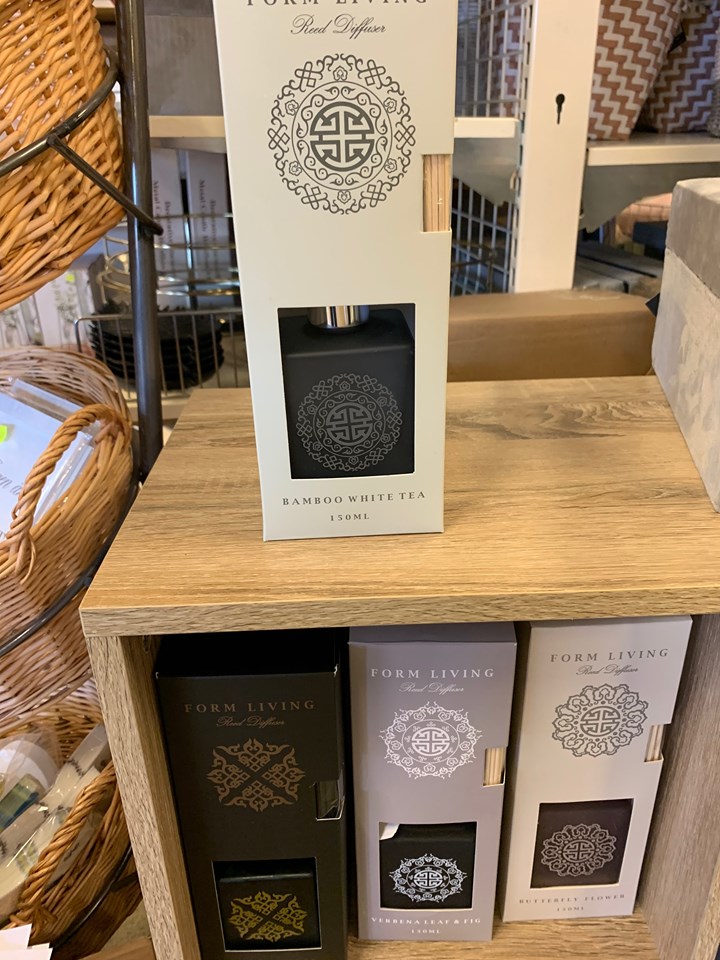 FORM LIVING
Reed Diffuser
BAMBOO WHITE TEA
150ML
FORM LIVING
Reed Diffuser
FORM LIVING
Reed Diffuser
VERBENA LEAF & FIG
150ML
FORM LIVING
Reed Diffuser
BUTTERFLY FLOWER
150ML